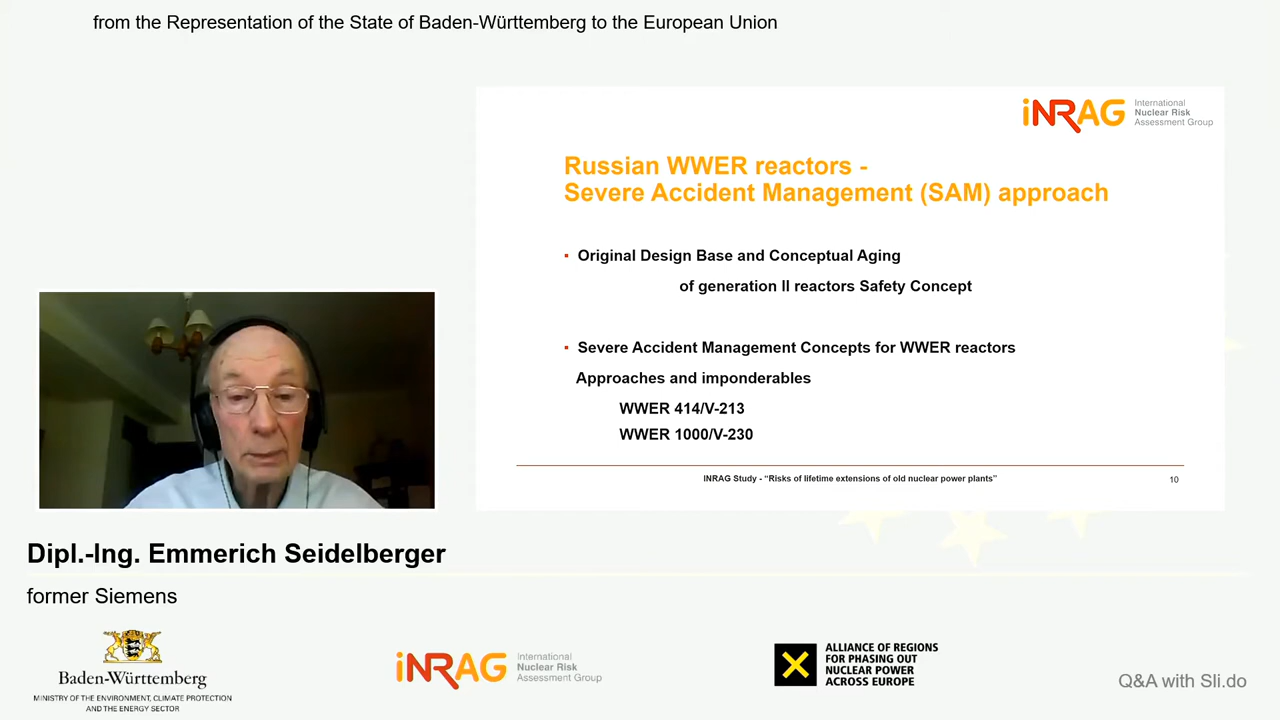 from the Representation of the State of Baden-Württemberg to the European Union
iNRAG
International
Nuclear Risk
Assessment Group
Russian WWER reactors -
Severe Accident Management (SAM) approach
▪ Original Design Base and Conceptual Aging
of generation II reactors Safety Concept
▪ Severe Accident Management Concepts for WWER reactors
Approaches and imponderables
WWER 414/V-213
WWER 1000/V-230
INRAG Study - “Risks of lifetime extensions of old nuclear power plants”
10
Dipl.-Ing. Emmerich Seidelberger
former Siemens
Baden-Württemberg
MINISTRY OF THE ENVIRONMENT, CLIMATE PROTECTION
AND THE ENERGY SECTOR
iNRAG
International
Nuclear Risk
Assessment Group
ALLIANCE OF REGIONS
FOR PHASING OUT
NUCLEAR POWER
ACROSS EUROPE
Q&A with Sli.do